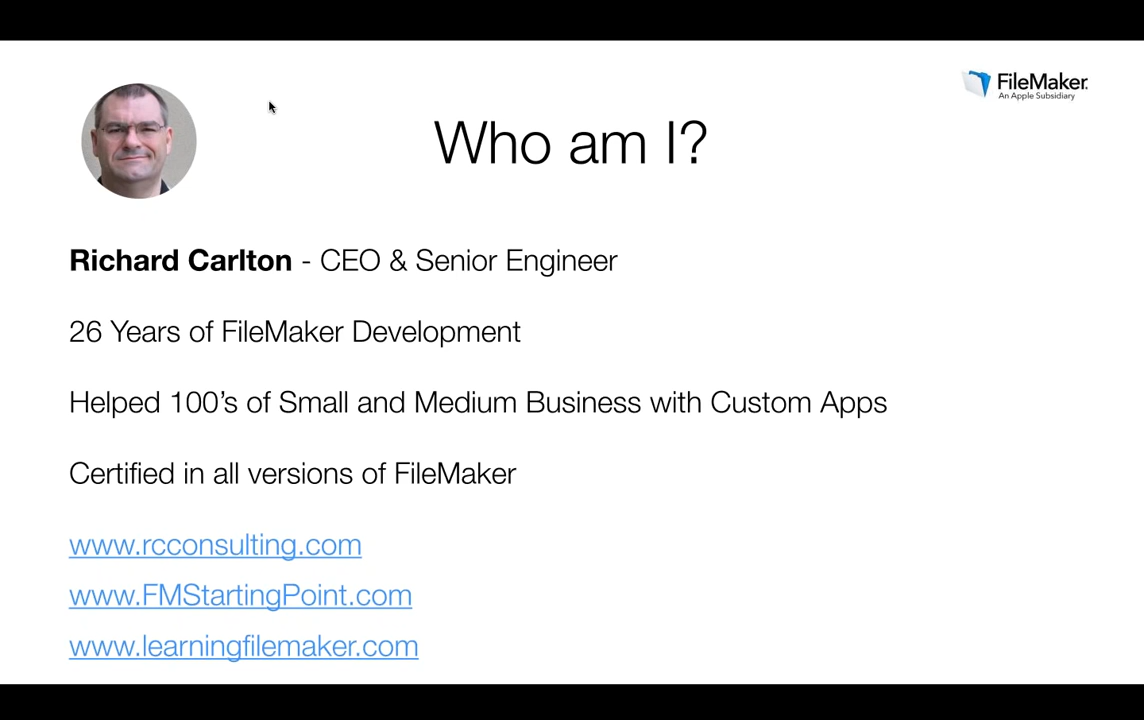 FileMaker.
An Apple Subsidiary
Who am I?
Richard Carlton - CEO & Senior Engineer
26 Years of FileMaker Development
Helped 100’s of Small and Medium Business with Custom Apps
Certified in all versions of FileMaker
www.rcconsulting.com
www.FMStartingPoint.com
www.learningfilemaker.com